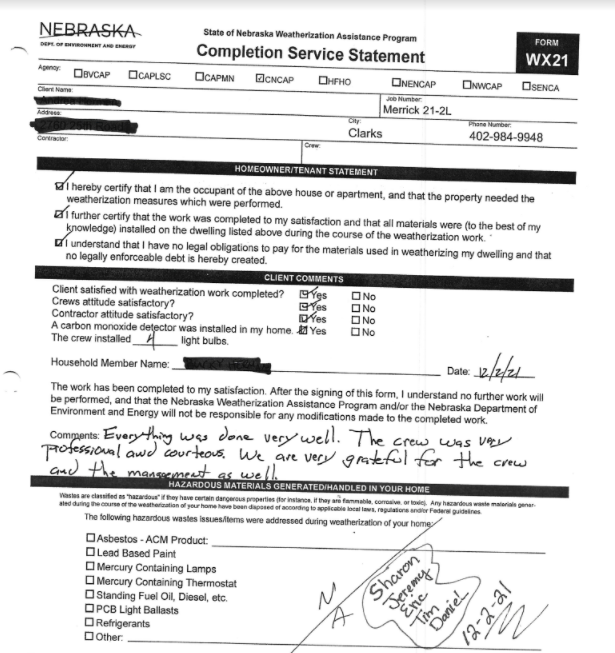 NEBRASKA
DEPT. OF ENVIRONMENT AND ENERGY
State of Nebraska Weatherization Assistance Program
Completion Service Statement
FORM
WX21
Agency: ☐BVCAP ☐CAPLSC ☐CAPMN ☑CNCAP ☐HFHO ☐NENCAP ☐NWCAP ☐SENCA
Client Name:
Job Number:
Merrick 21-2L
Address:
City:
Clarks
Phone Number:
402-984-9948
Contractor:
Crew:
HOMEOWNER/TENANT STATEMENT
☑I hereby certify that I am the occupant of the above house or apartment, and that the property needed the
weatherization measures which were performed.
☑I further certify that the work was completed to my satisfaction and that all materials were (to the best of my
knowledge) installed on the dwelling listed above during the course of the weatherization work.
☑I understand that I have no legal obligations to pay for the materials used in weatherizing my dwelling and that
no legally enforceable debt is hereby created.
CLIENT COMMENTS
Client satisfied with weatherization work completed? ☑Yes ☐No
Crews attitude satisfactory? ☑Yes ☐No
Contractor attitude satisfactory? ☑Yes ☐No
A carbon monoxide detector was installed in my home. ☑Yes ☐No
The crew installed 4 light bulbs.
Household Member Name:
Date: 12/2/21
The work has been completed to my satisfaction. After the signing of this form, I understand no further work will
be performed, and that the Nebraska Weatherization Assistance Program and/or the Nebraska Department of
Environment and Energy will not be responsible for any modifications made to the completed work.
Comments: Everything was done very well. The crew was very
professional and courteous. We are very grateful for the crew
and the management as well.
HAZARDOUS MATERIALS GENERATED/HANDLED IN YOUR HOME
Wastes are classified as "hazardous" if they have certain dangerous properties (for instance, if they are flammable, corrosive, or toxic). Any hazardous waste materials gener-
ated during the course of the weatherization of your home have been disposed of according to applicable local laws, regulations and/or Federal guidelines.
The following hazardous wastes issues/items were addressed during weatherization of your home:
☐Asbestos - ACM Product:
☐Lead Based Paint
☐Mercury Containing Lamps
☐Mercury Containing Thermostat
☐Standing Fuel Oil, Diesel, etc.
☐PCB Light Ballasts
☐Refrigerants
☐Other:
N/A
Sharon
Jeremy
Eric
Tim
Daniel
12-2-21